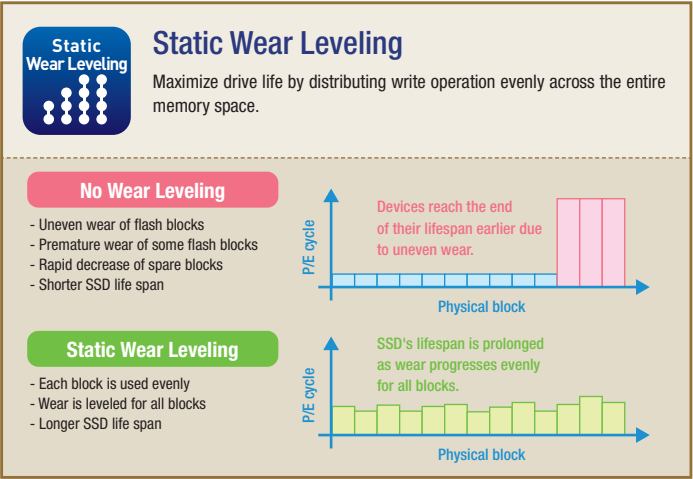 Static
Wear Leveling
Static Wear Leveling
Maximize drive life by distributing write operation evenly across the entire
memory space.
No Wear Leveling
- Uneven wear of flash blocks
- Premature wear of some flash blocks
- Rapid decrease of spare blocks
- Shorter SSD life span
P/E cycle
Devices reach the end
of their lifespan earlier due
to uneven wear.
Physical block
Static Wear Leveling
- Each block is used evenly
- Wear is leveled for all blocks
- Longer SSD life span
P/E cycle
SSD's lifespan is prolonged
as wear progresses evenly
for all blocks.
Physical block